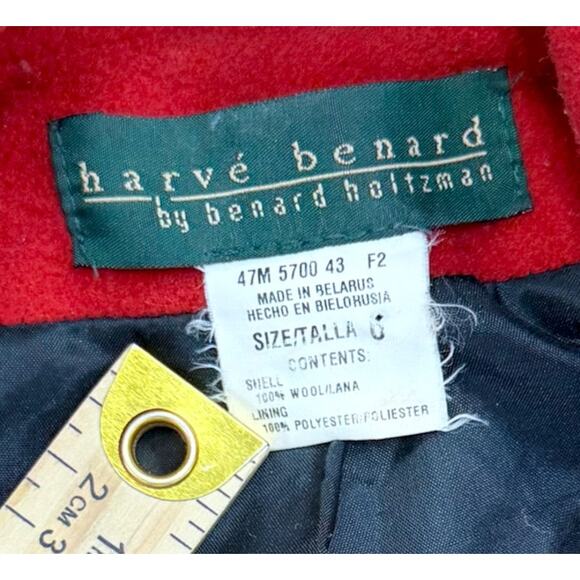 harvé benard
by benard holtzman
47M 5700 43 F2
MADE IN BELARUS
HECHO EN BIELORUSIA
SIZE/TALLA 6
CONTENTS:
SHELL
100% WOOL/LANA
LINING
100% POLYESTER/POLIESTER
2
CM 3
1